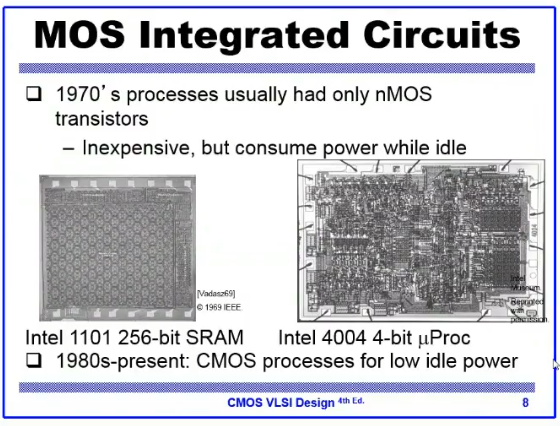 MOS Integrated Circuits
❑ 1970’s processes usually had only nMOS
transistors
– Inexpensive, but consume power while idle
[Vadasz69]
© 1969 IEEE.
4004
Intel
Museum.
Reprinted
with
permission.
Intel 1101 256-bit SRAM
Intel 4004 4-bit μProc
❑ 1980s-present: CMOS processes for low idle power
CMOS VLSI Design 4th Ed.
8